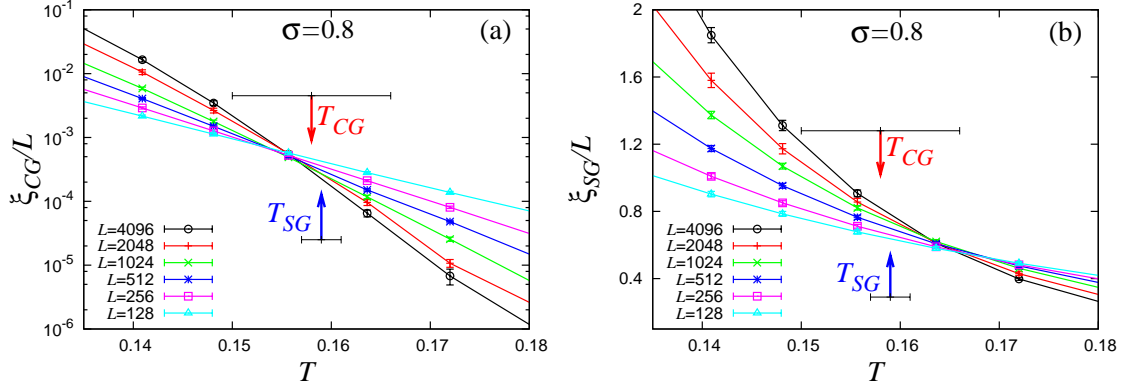 σ=0.8
(a)
ξCG/L
10⁻¹
10⁻²
10⁻³
10⁻⁴
10⁻⁵
10⁻⁶
TCG
TSG
L=4096
L=2048
L=1024
L=512
L=256
L=128
0.14 0.15 0.16 0.17 0.18
T
σ=0.8
(b)
ξSG/L
2
1.6
1.2
0.8
0.4
TCG
TSG
L=4096
L=2048
L=1024
L=512
L=256
L=128
0.14 0.15 0.16 0.17 0.18
T